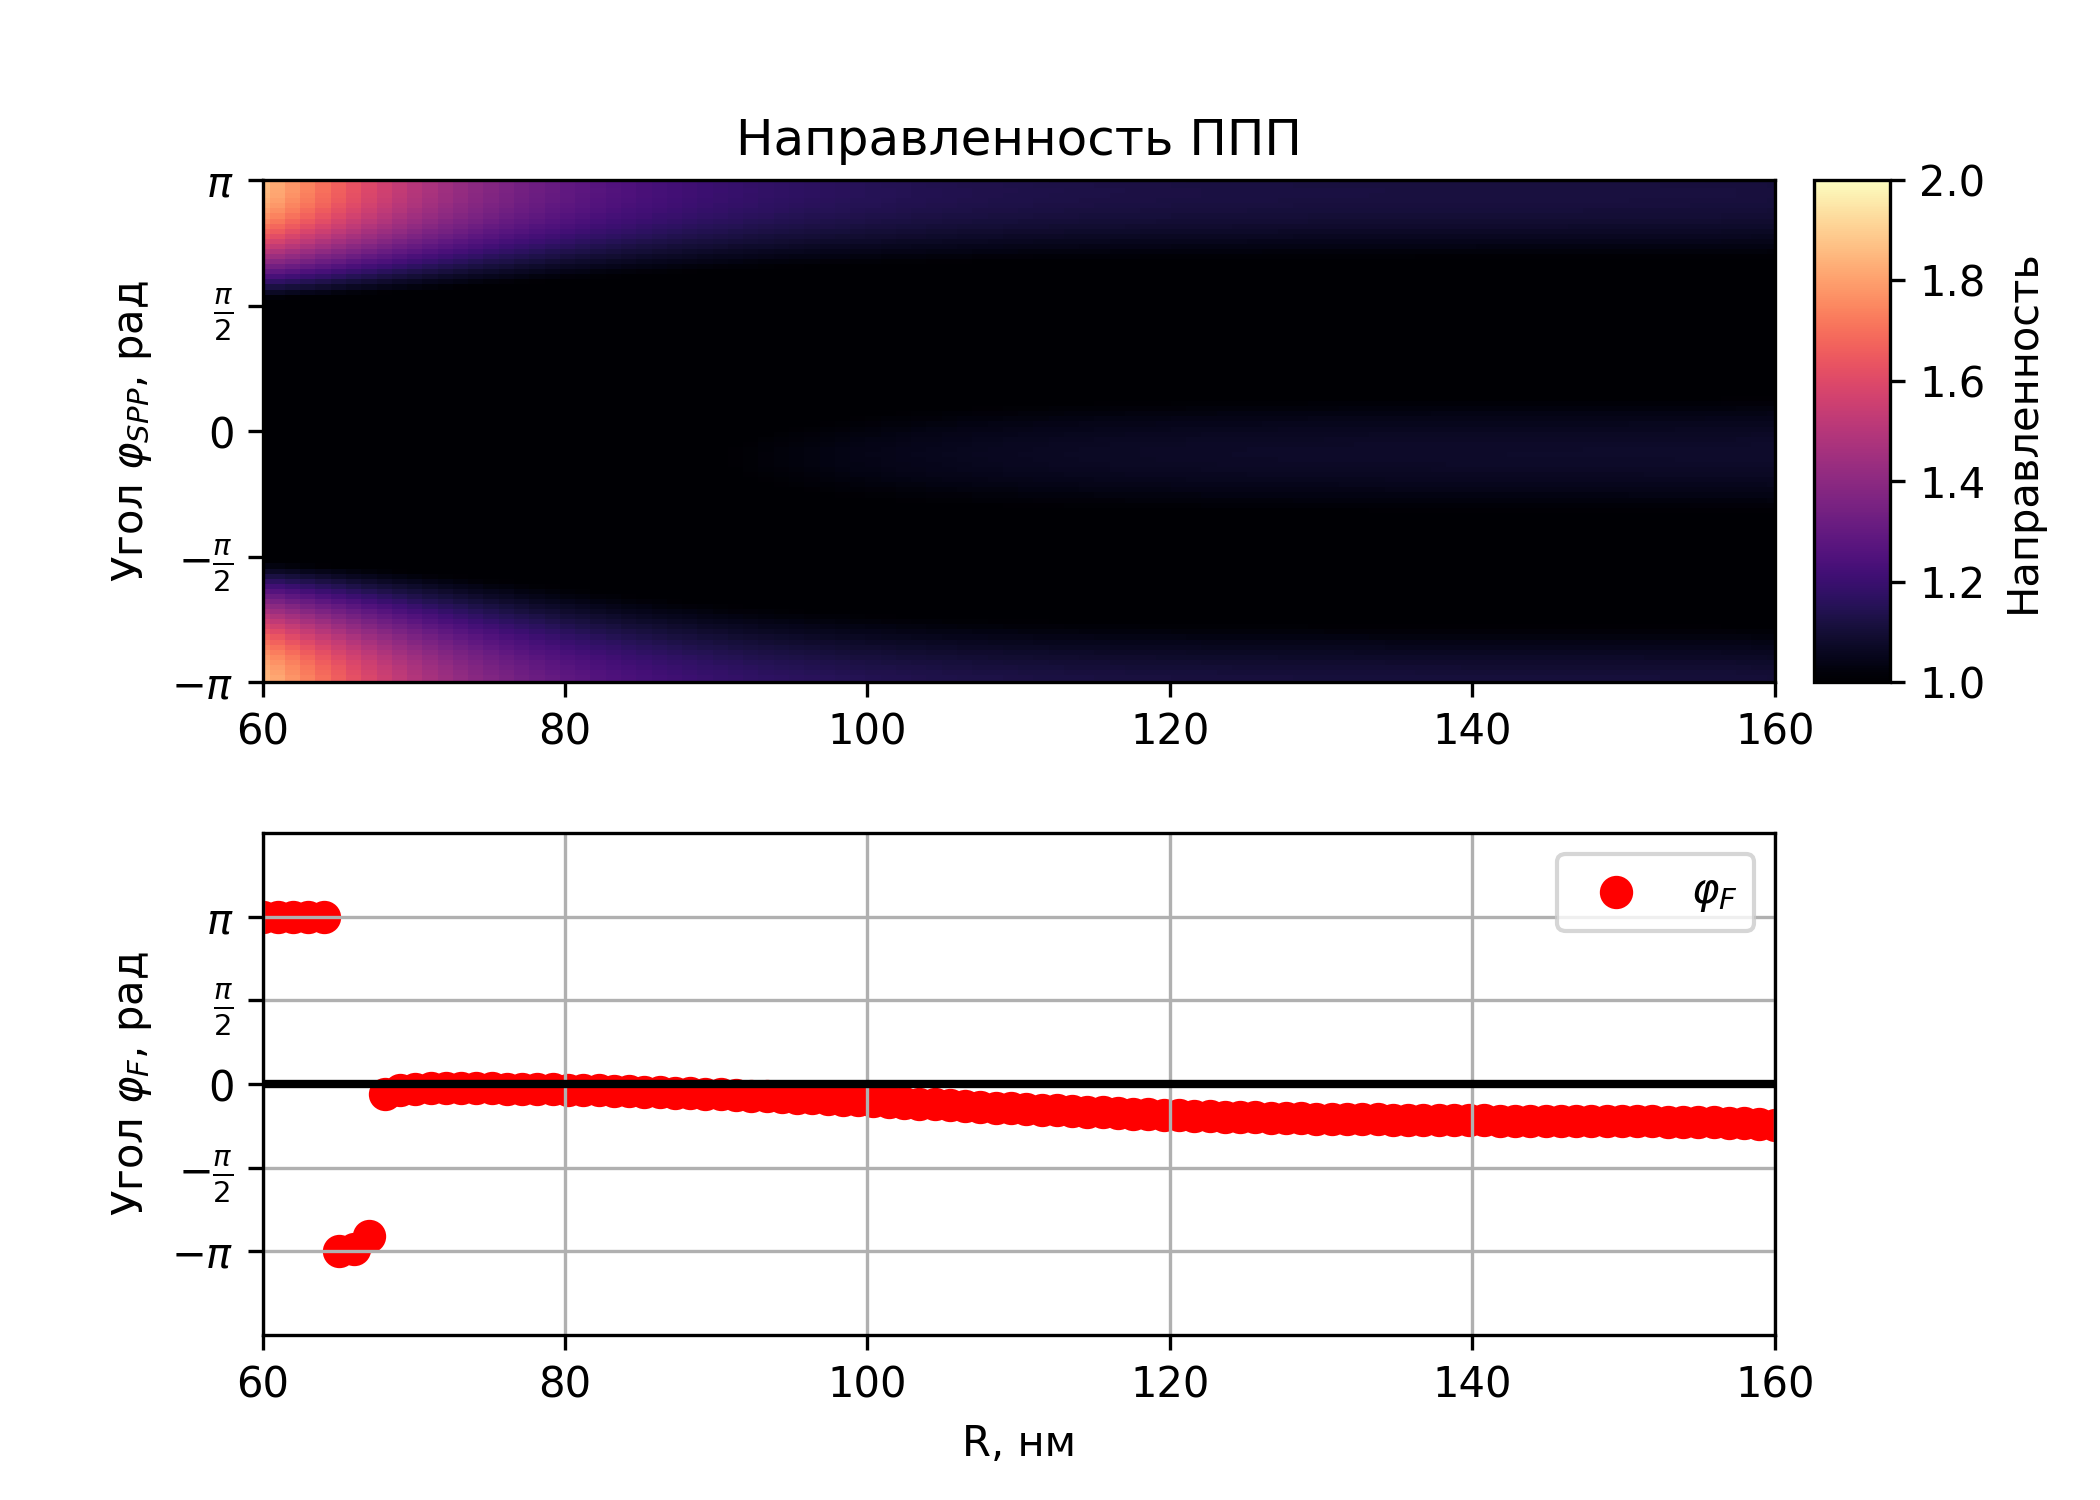 Направленность ППП
Угол φ_SPP, рад
π
π/2
0
−π/2
−π
60 80 100 120 140 160
2.0
1.8
1.6
1.4
1.2
1.0
Направленность
Угол φ_F, рад
π
π/2
0
−π/2
−π
φ_F
60 80 100 120 140 160
R, нм